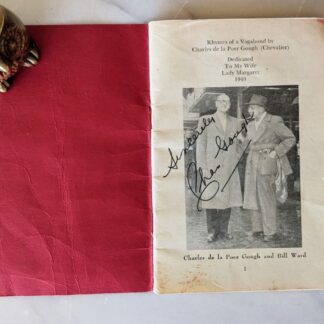 Rhymes of a Vagabond by
Charles de la Poer Gough (Chevalier)
Dedicated
To My Wife
Lady Margaret
1949
Sincerely
Chas Gough
Charles de la Poer Gough and Bill Ward
1